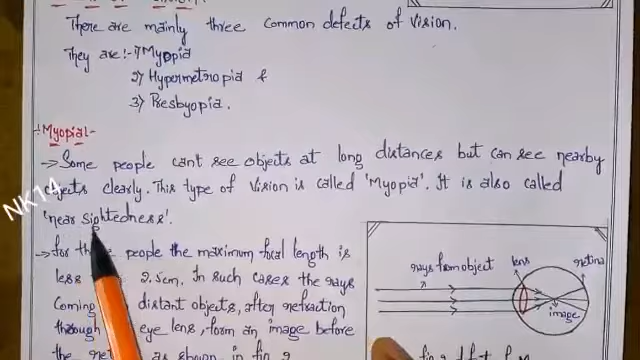 There are mainly three common defects of vision.
They are :- 1) Myopia
2) Hypermetropia &
3) Presbyopia.
Myopia:-
→ Some people can't see objects at long distances but can see nearby
objects clearly. This type of vision is called 'Myopia'. It is also called
'near sightedness'.
→ for people the maximum focal length is
less 2.5cm. In such cases the rays
Coming distant objects, after refraction
through eye lens, form an image before
the as shown in fig
rays from object
lens
retina
image
NK14